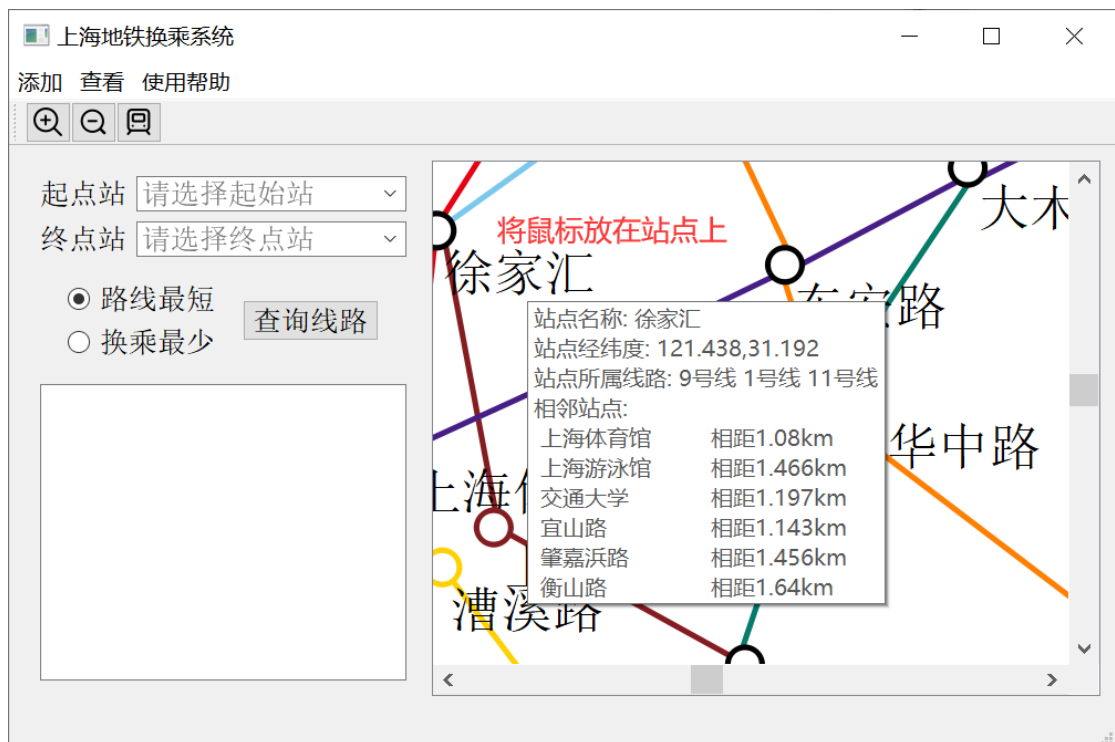 上海地铁换乘系统
添加 查看 使用帮助
起点站 请选择起始站
终点站 请选择终点站
路线最短
换乘最少
查询线路
大木
将鼠标放在站点上
徐家汇
东安路
站点名称: 徐家汇
站点经纬度: 121.438,31.192
站点所属线路: 9号线 1号线 11号线
相邻站点:
上海体育馆 相距1.08km
上海游泳馆 相距1.466km
交通大学 相距1.197km
宜山路 相距1.143km
肇嘉浜路 相距1.456km
衡山路 相距1.64km
华中路
上海
漕溪路